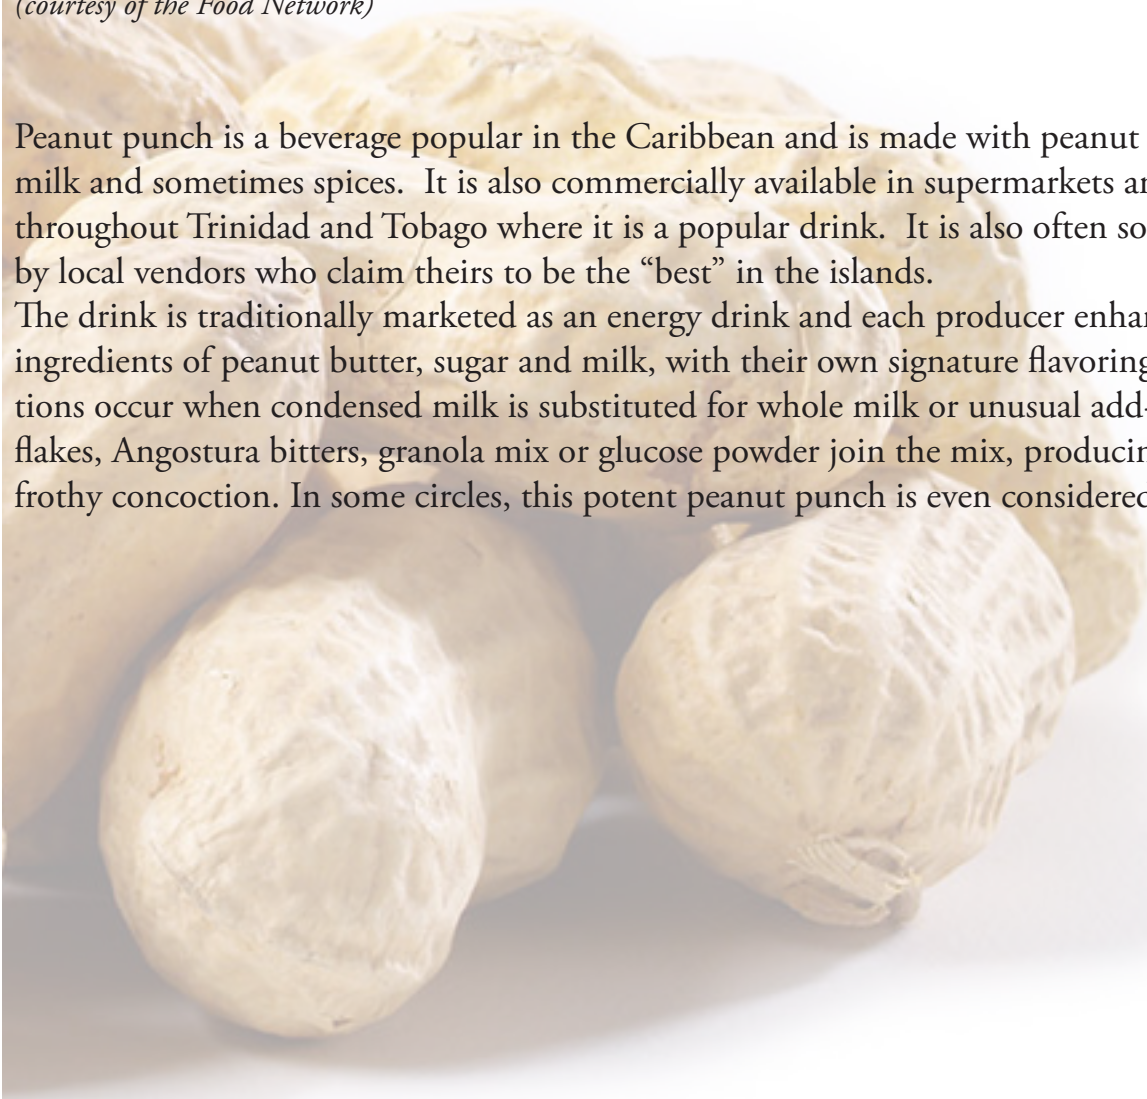 (courtesy of the Food Network)
Peanut punch is a beverage popular in the Caribbean and is made with peanut
milk and sometimes spices.  It is also commercially available in supermarkets
throughout Trinidad and Tobago where it is a popular drink.  It is also often
by local vendors who claim theirs to be the “best” in the islands.
The drink is traditionally marketed as an energy drink and each producer
ingredients of peanut butter, sugar and milk, with their own signature
tions occur when condensed milk is substituted for whole milk or unusual add-
flakes, Angostura bitters, granola mix or glucose powder join the mix,
frothy concoction. In some circles, this potent peanut punch is even considered